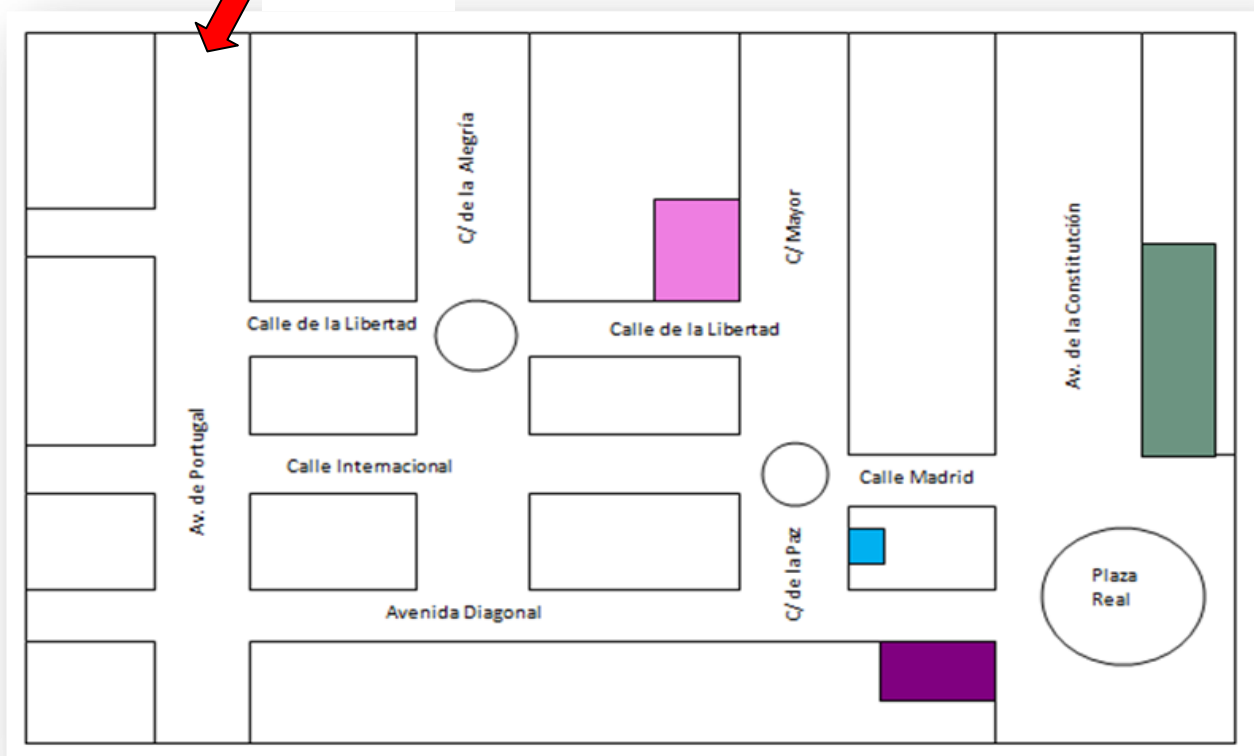 C/ de la Alegría
C/ Mayor
Av. de la Constitutción
Calle de la Libertad
Calle de la Libertad
Av. de Portugal
Calle Internacional
Calle Madrid
C/ de la Paz
Plaza
Real
Avenida Diagonal